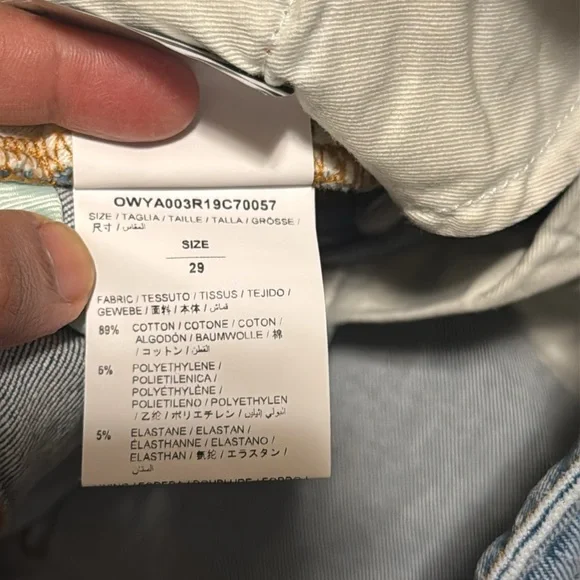 OWYA003R19C70057
SIZE / TAGLIA / TAILLE / TALLA / GRÖSSE /
尺寸 / المقاس /
SIZE
29
FABRIC / TESSUTO / TISSUS / TEJIDO /
GEWEBE / 面料 / 本体 / قماش /
89% COTTON / COTONE / COTON /
ALGODÓN / BAUMWOLLE / 棉
/ コットン / القطن /
6% POLYETHYLENE /
POLIETILENICA /
POLYÉTHYLÈNE /
POLIETILENO / POLYETHYLEN
/ 乙纶 / ポリエチレン /
5% ELASTANE / ELASTAN /
ÉLASTHANNE / ELASTANO /
ELASTHAN / 氨纶 / エラスタン /